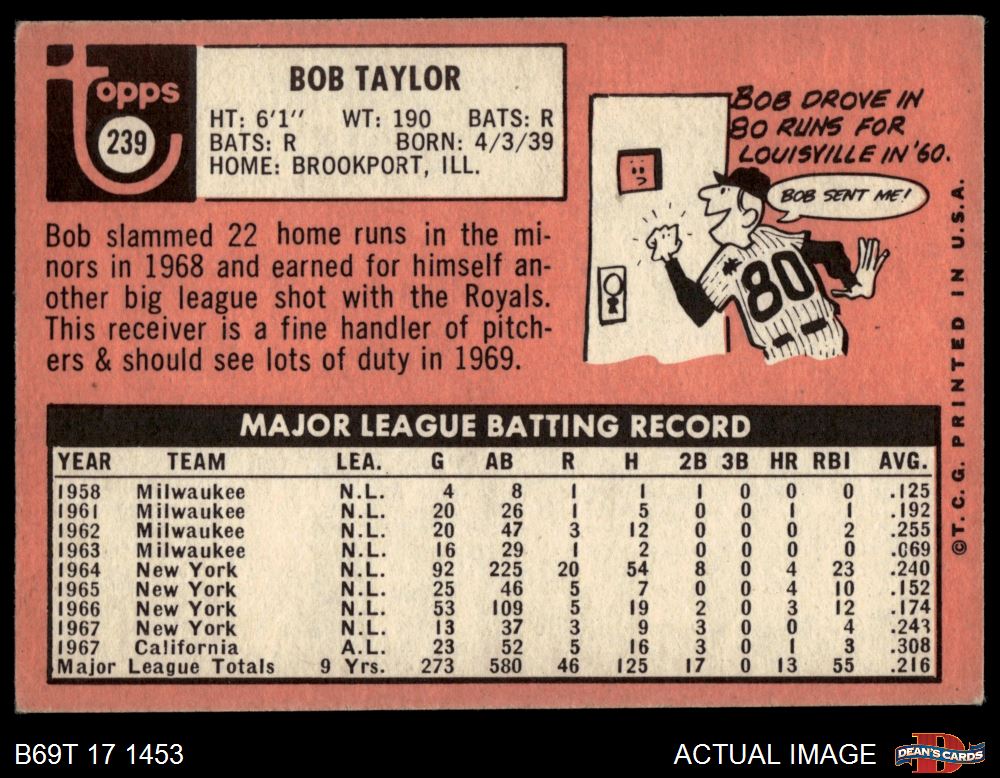 Topps
239
BOB TAYLOR
HT: 6'1" WT: 190 BATS: R
BATS: R BORN: 4/3/39
HOME: BROOKPORT, ILL.
BOB DROVE IN
80 RUNS FOR
LOUISVILLE IN '60.
BOB SENT ME!
80
Bob slammed 22 home runs in the mi-
nors in 1968 and earned for himself an-
other big league shot with the Royals.
This receiver is a fine handler of pitch-
ers & should see lots of duty in 1969.
MAJOR LEAGUE BATTING RECORD
YEAR TEAM LEA. G AB R H 2B 3B HR RBI AVG.
1958 Milwaukee N.L. 4 8 1 1 1 0 0 0 .125
1961 Milwaukee N.L. 20 26 1 5 0 0 1 1 .192
1962 Milwaukee N.L. 20 47 3 12 0 0 0 2 .255
1963 Milwaukee N.L. 16 29 1 2 0 0 0 0 .069
1964 New York N.L. 92 225 20 54 8 0 4 23 .240
1965 New York N.L. 25 46 5 7 0 0 4 10 .152
1966 New York N.L. 53 109 5 19 2 0 3 12 .174
1967 New York N.L. 13 37 3 9 3 0 0 4 .243
1967 California A.L. 23 52 5 16 3 0 1 3 .308
Major League Totals 9 Yrs. 273 580 46 125 17 0 13 55 .216
©T.C.G. PRINTED IN U.S.A.
B69T 17 1453
ACTUAL IMAGE
DEAN'S CARDS